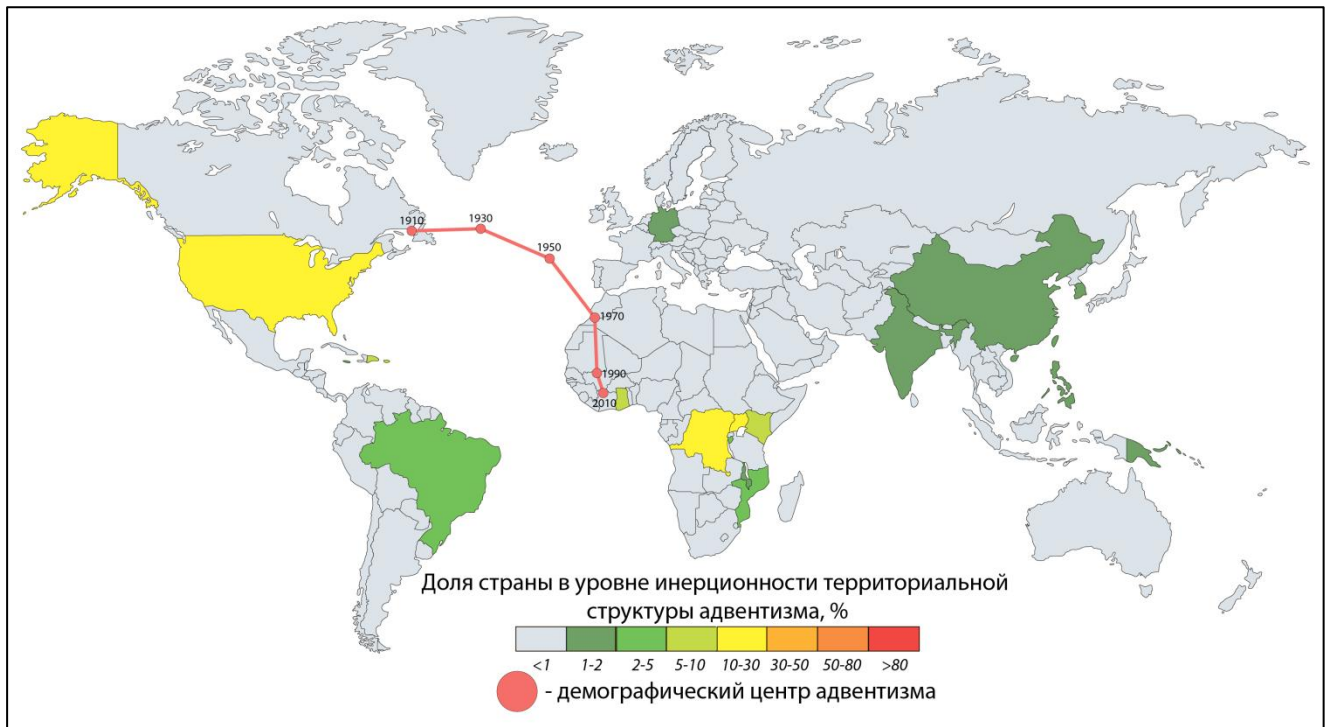 1910
1930
1950
1970
1990
2010
Доля страны в уровне инерционности территориальной
структуры адвентизма, %
<1 1-2 2-5 5-10 10-30 30-50 50-80 >80
- демографический центр адвентизма